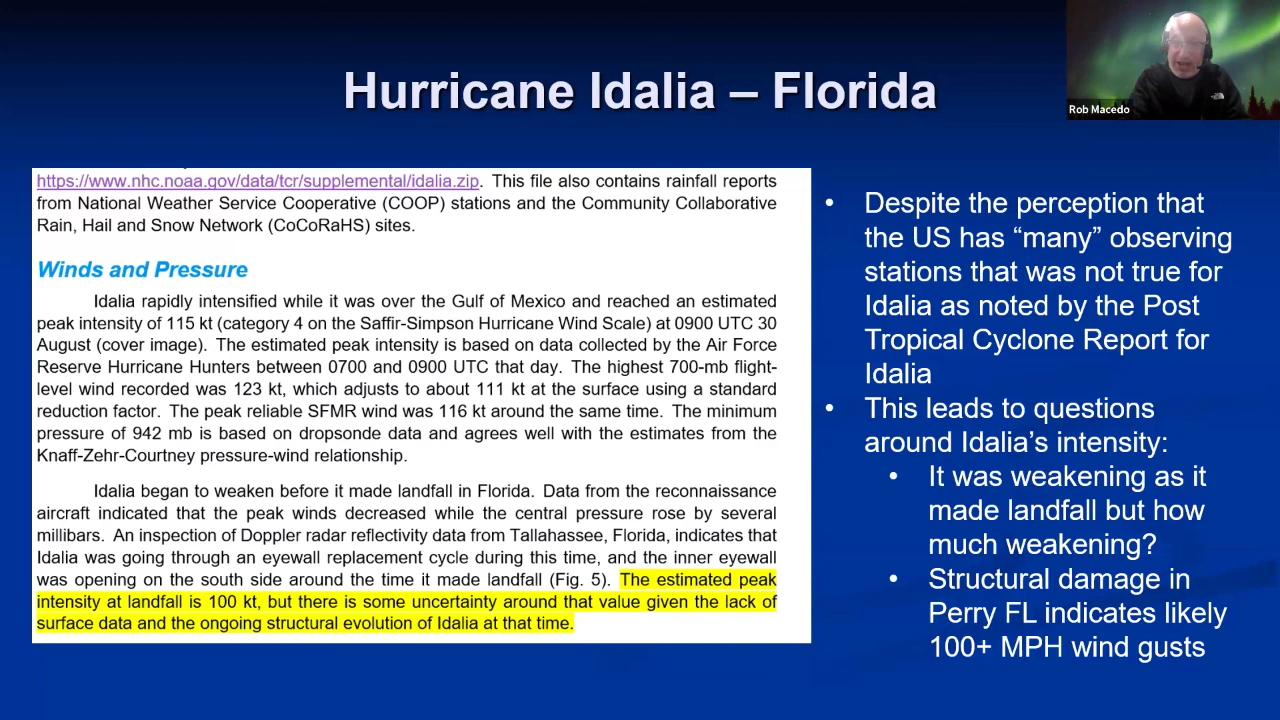 Hurricane Idalia – Florida
Rob Macedo
https://www.nhc.noaa.gov/data/tcr/supplemental/idalia.zip. This file also contains rainfall reports
from National Weather Service Cooperative (COOP) stations and the Community Collaborative
Rain, Hail and Snow Network (CoCoRaHS) sites.
Winds and Pressure
Idalia rapidly intensified while it was over the Gulf of Mexico and reached an estimated
peak intensity of 115 kt (category 4 on the Saffir-Simpson Hurricane Wind Scale) at 0900 UTC 30
August (cover image). The estimated peak intensity is based on data collected by the Air Force
Reserve Hurricane Hunters between 0700 and 0900 UTC that day. The highest 700-mb flight-
level wind recorded was 123 kt, which adjusts to about 111 kt at the surface using a standard
reduction factor. The peak reliable SFMR wind was 116 kt around the same time. The minimum
pressure of 942 mb is based on dropsonde data and agrees well with the estimates from the
Knaff-Zehr-Courtney pressure-wind relationship.
Idalia began to weaken before it made landfall in Florida. Data from the reconnaissance
aircraft indicated that the peak winds decreased while the central pressure rose by several
millibars. An inspection of Doppler radar reflectivity data from Tallahassee, Florida, indicates that
Idalia was going through an eyewall replacement cycle during this time, and the inner eyewall
was opening on the south side around the time it made landfall (Fig. 5). The estimated peak
intensity at landfall is 100 kt, but there is some uncertainty around that value given the lack of
surface data and the ongoing structural evolution of Idalia at that time.
• Despite the perception that
the US has “many” observing
stations that was not true for
Idalia as noted by the Post
Tropical Cyclone Report for
Idalia
• This leads to questions
around Idalia’s intensity:
• It was weakening as it
made landfall but how
much weakening?
• Structural damage in
Perry FL indicates likely
100+ MPH wind gusts